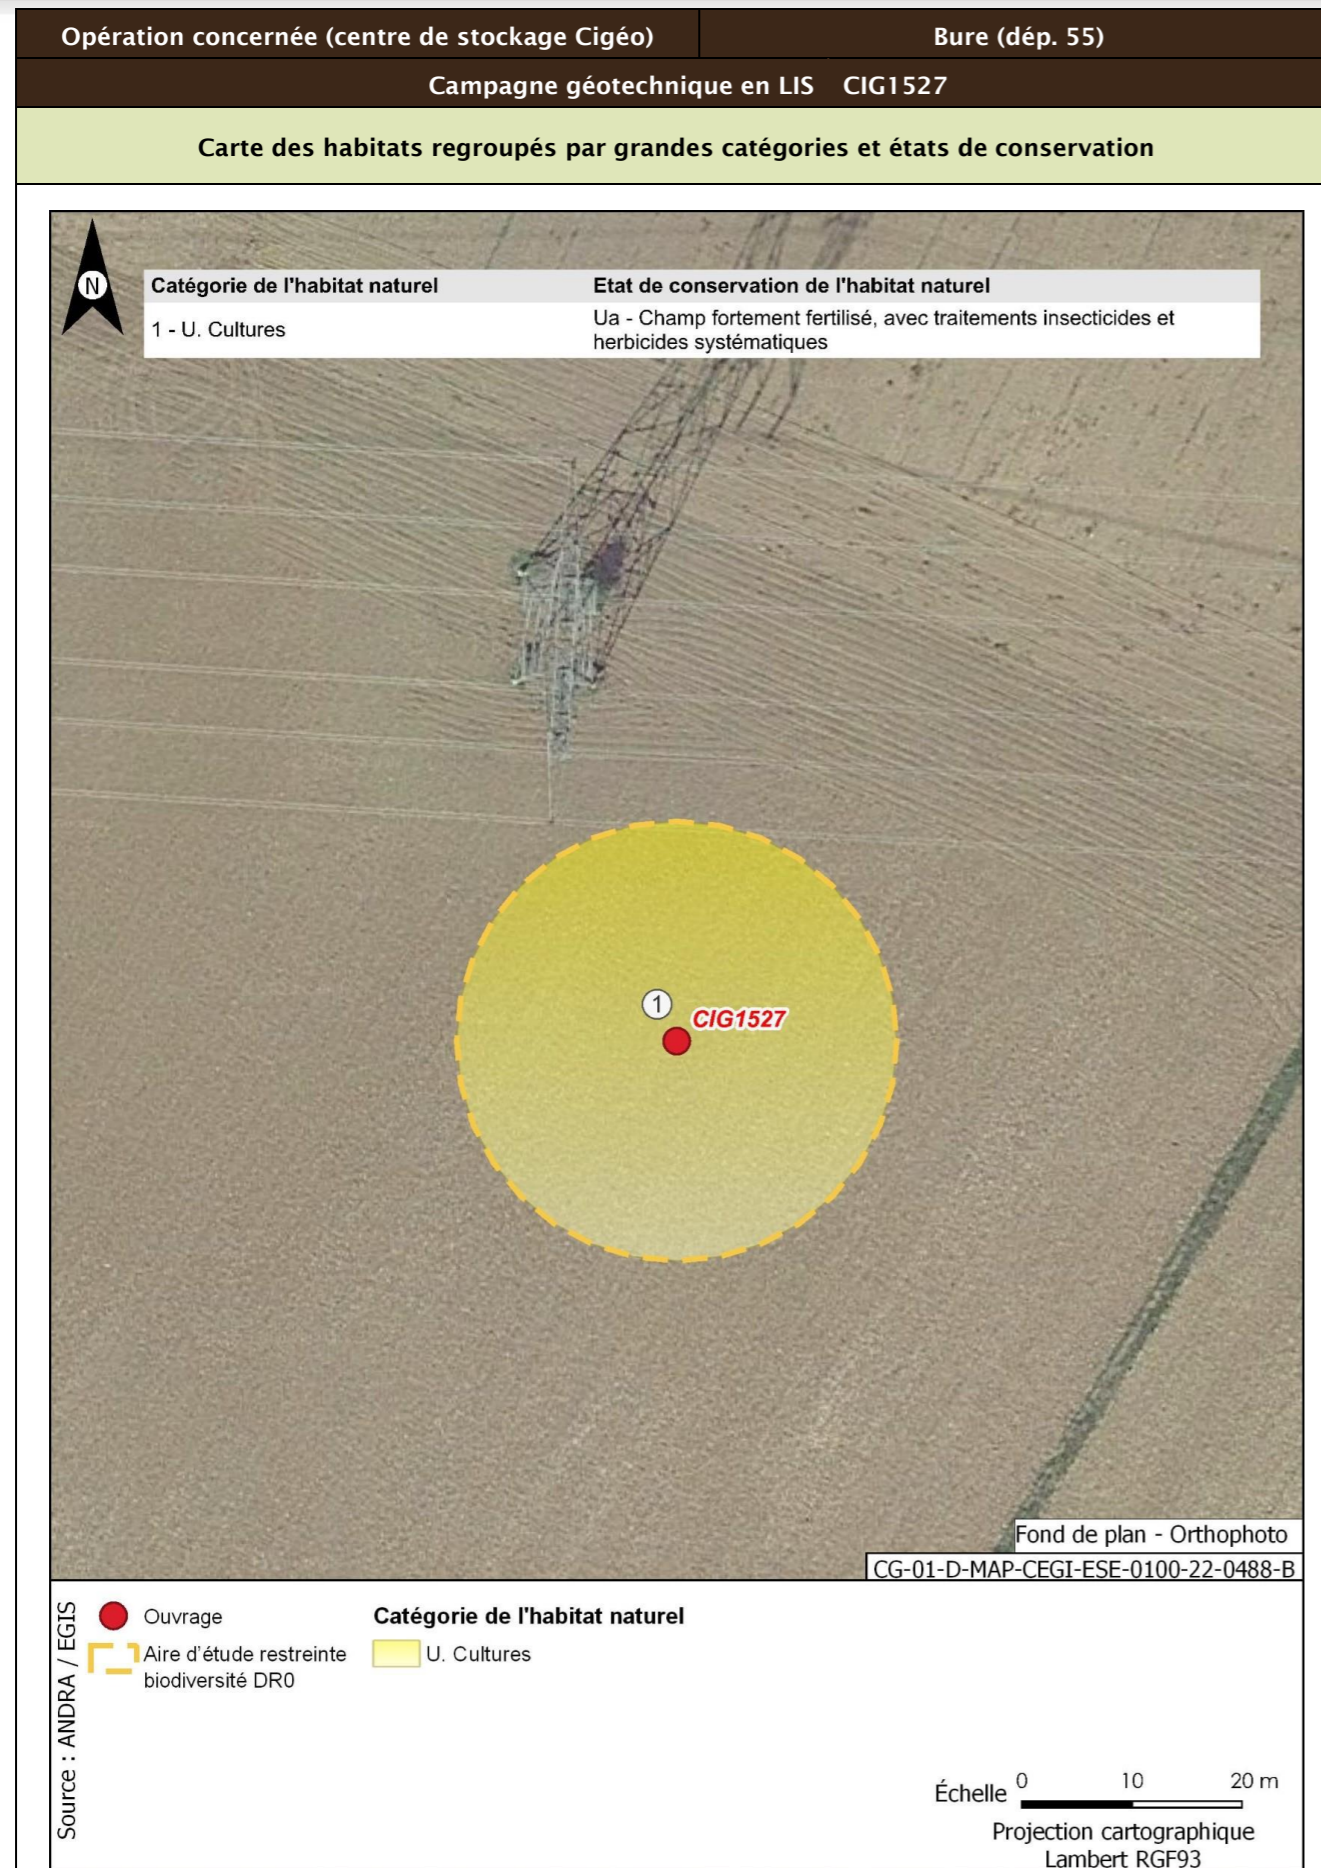 Opération concernée (centre de stockage Cigéo) Bure (dép. 55)
Campagne géotechnique en LIS CIG1527
Carte des habitats regroupés par grandes catégories et états de conservation
N
Catégorie de l'habitat naturel Etat de conservation de l'habitat naturel
1 - U. Cultures Ua - Champ fortement fertilisé, avec traitements insecticides et
herbicides systématiques
1
CIG1527
Fond de plan - Orthophoto
CG-01-D-MAP-CEGI-ESE-0100-22-0488-B
Source : ANDRA / EGIS
Ouvrage
Aire d'étude restreinte
biodiversité DR0
Catégorie de l'habitat naturel
U. Cultures
Échelle 0 10 20 m
Projection cartographique
Lambert RGF93